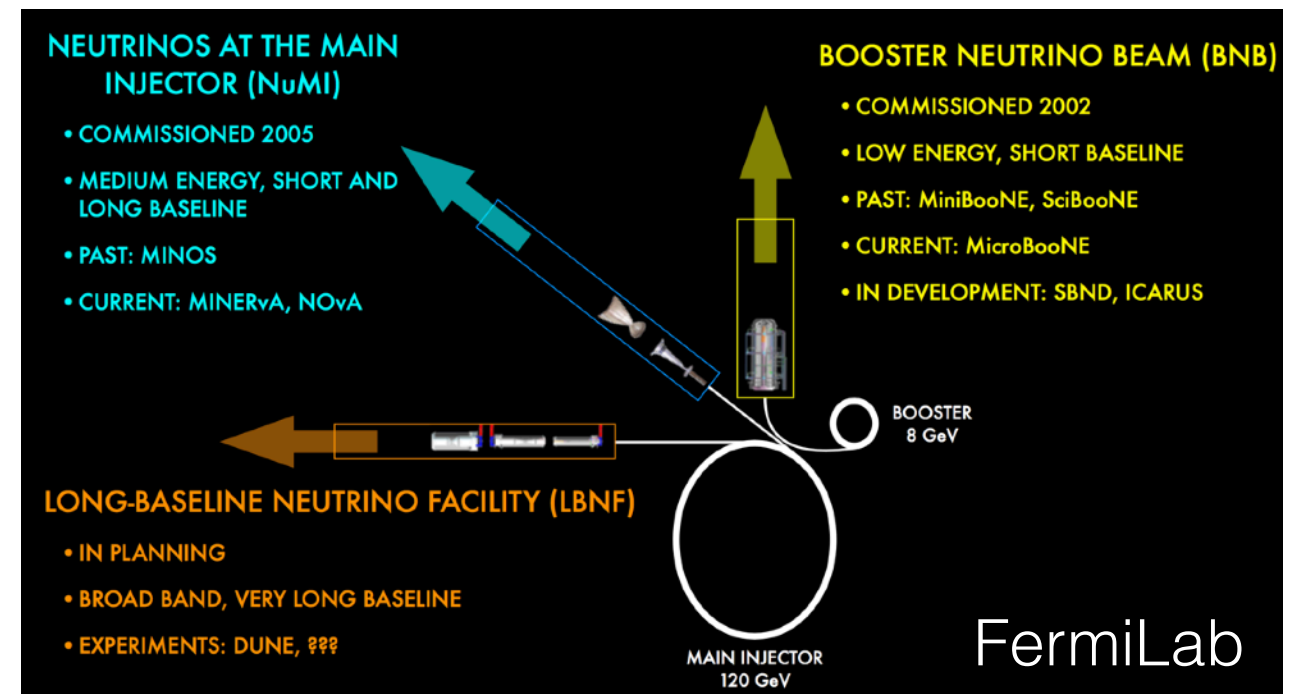 NEUTRINOS AT THE MAIN
INJECTOR (NuMI)
• COMMISSIONED 2005
• MEDIUM ENERGY, SHORT AND
LONG BASELINE
• PAST: MINOS
• CURRENT: MINERvA, NOvA
BOOSTER NEUTRINO BEAM (BNB)
• COMMISSIONED 2002
• LOW ENERGY, SHORT BASELINE
• PAST: MiniBooNE, SciBooNE
• CURRENT: MicroBooNE
• IN DEVELOPMENT: SBND, ICARUS
BOOSTER
8 GeV
LONG-BASELINE NEUTRINO FACILITY (LBNF)
• IN PLANNING
• BROAD BAND, VERY LONG BASELINE
• EXPERIMENTS: DUNE, ???
MAIN INJECTOR
120 GeV
FermiLab